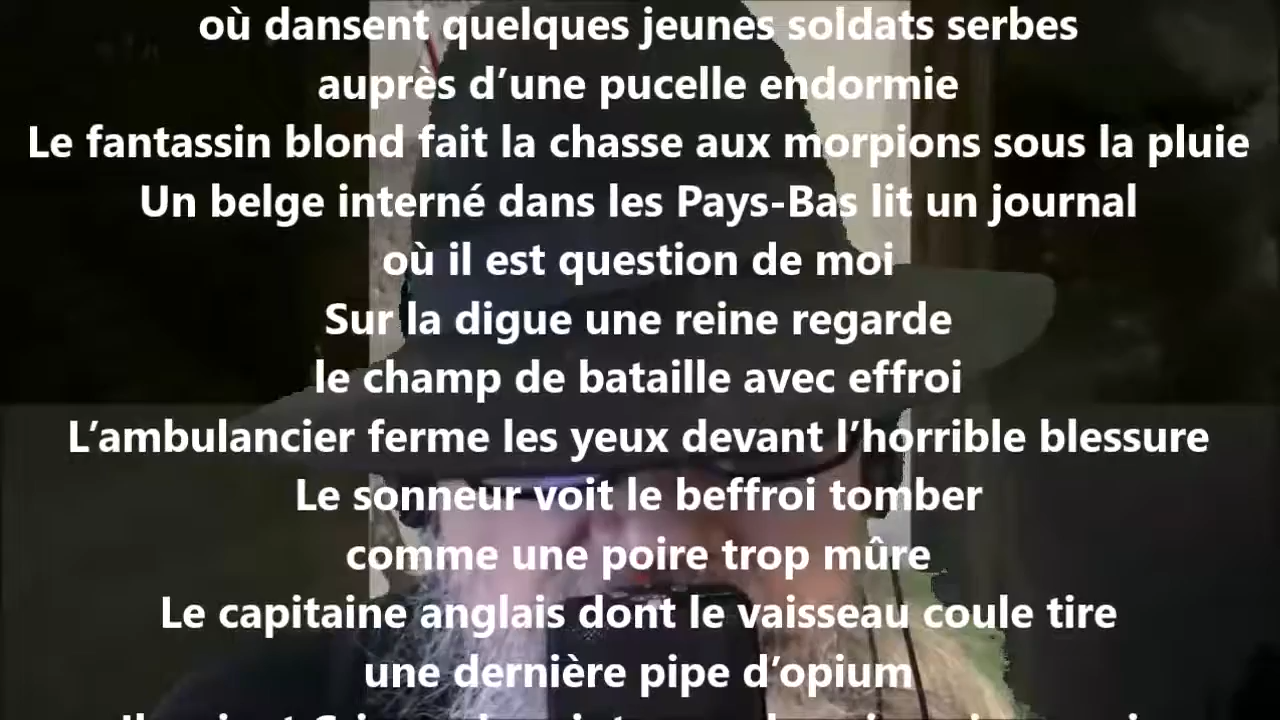 où dansent quelques jeunes soldats serbes
auprès d’une pucelle endormie
Le fantassin blond fait la chasse aux morpions sous la pluie
Un belge interné dans les Pays-Bas lit un journal
où il est question de moi
Sur la digue une reine regarde
le champ de bataille avec effroi
L’ambulancier ferme les yeux devant l’horrible blessure
Le sonneur voit le beffroi tomber
comme une poire trop mûre
Le capitaine anglais dont le vaisseau coule tire
une dernière pipe d’opium